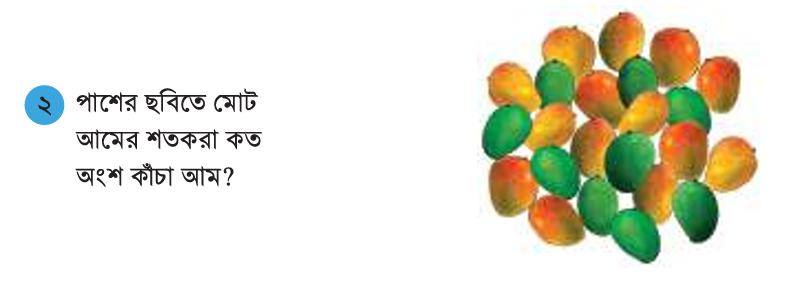 ২ পাশের ছবিতে মোট
আমের শতকরা কত
অংশ কাঁচা আম?